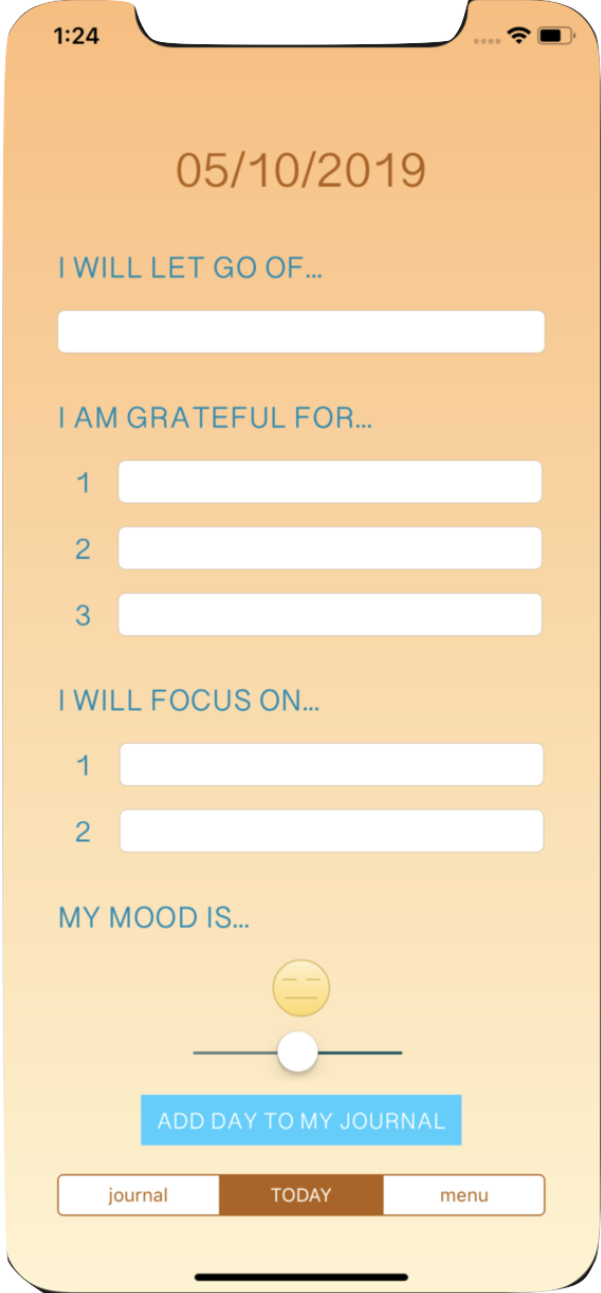 1:24
05/10/2019
I WILL LET GO OF...
I AM GRATEFUL FOR...
1
2
3
I WILL FOCUS ON...
1
2
MY MOOD IS...
ADD DAY TO MY JOURNAL
journal TODAY menu